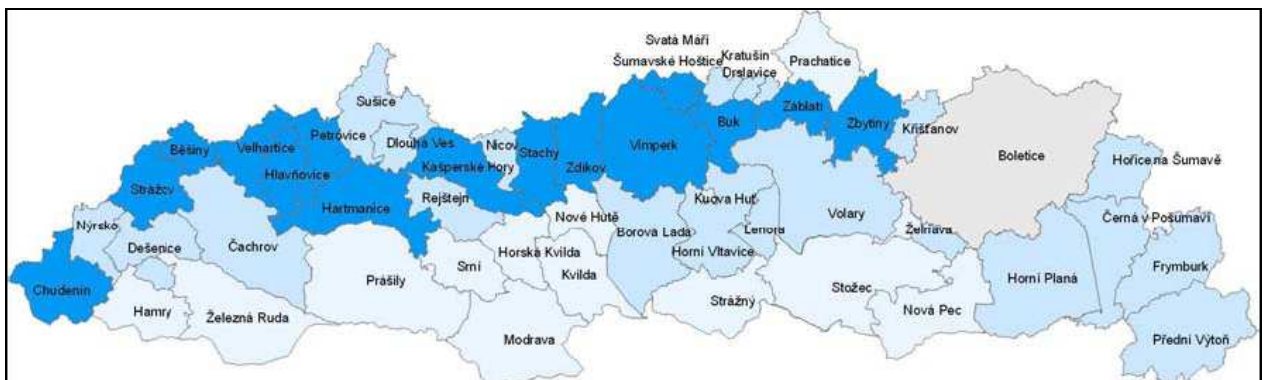 Svatá Máří
Šumavské Hoštice
Kratušín
Drslavice
Prachatice
Sušice
Petrovice
Dlouhá Ves
Běšiny
Velhartice
Hlavňovice
Strážov
Kašperské Hory
Nicov
Stachy
Zdíkov
Vimperk
Buk
Záblatí
Zbytiny
Křišťanov
Boletice
Hořice na Šumavě
Hartmanice
Rejštejn
Nýrsko
Dešenice
Čachrov
Nové Hutě
Borová Lada
Kubova Huť
Lenora
Volary
Želnava
Černá v Pošumaví
Chudenín
Hamry
Železná Ruda
Prášily
Srní
Horská Kvilda
Kvilda
Horní Vltavice
Strážný
Stožec
Nová Pec
Horní Planá
Frymburk
Modrava
Přední Výtoň